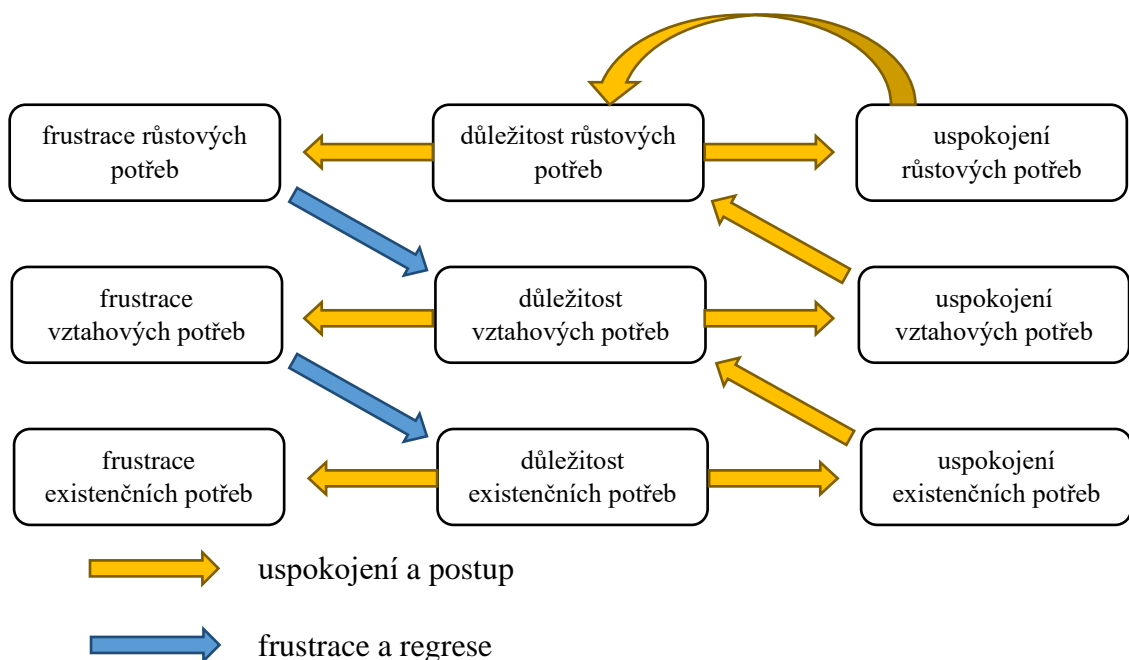 frustrace růstových
potřeb
důležitost růstových
potřeb
uspokojení
růstových potřeb
frustrace
vztahových potřeb
důležitost
vztahových potřeb
uspokojení
vztahových potřeb
frustrace
existenčních potřeb
důležitost
existenčních potřeb
uspokojení
existenčních potřeb
uspokojení a postup
frustrace a regrese